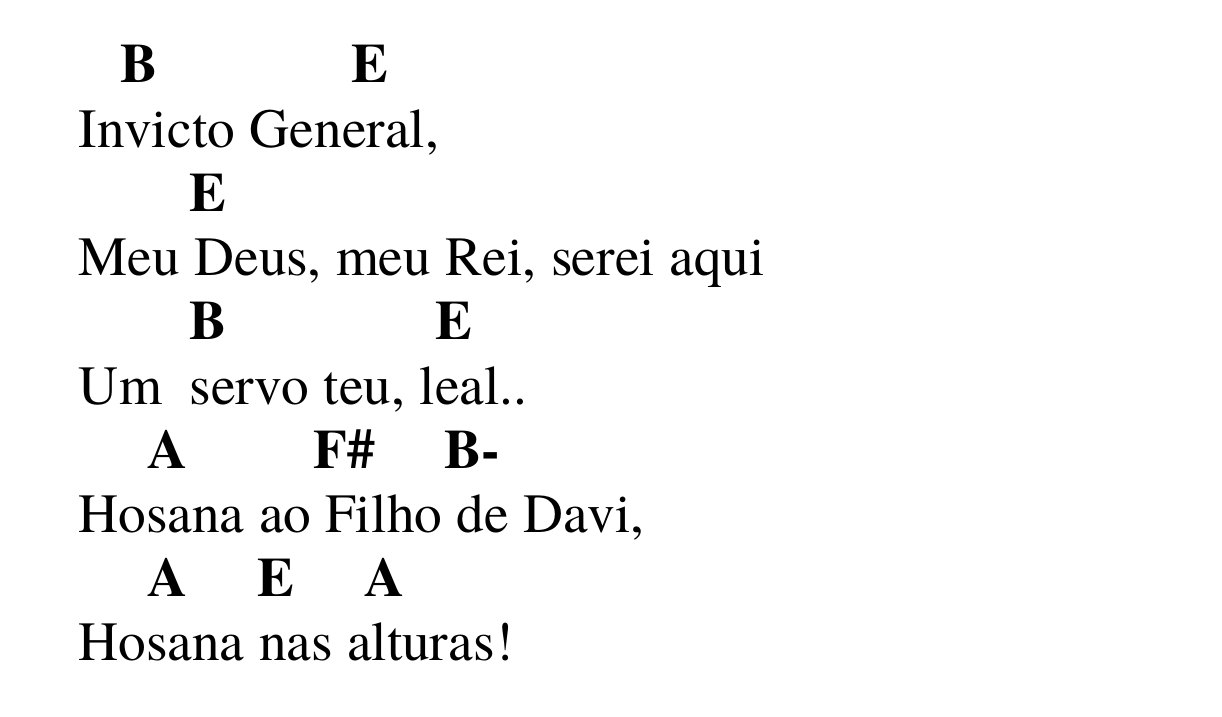 B E
Invicto General,
E
Meu Deus, meu Rei, serei aqui
B E
Um  servo teu, leal..
A F# B-
Hosana ao Filho de Davi,
A E A
Hosana nas alturas!